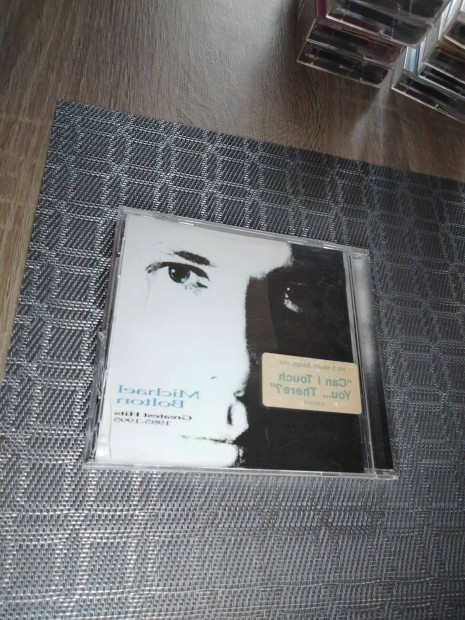 Michael
Bolton
Greatest Hits
1985-1995
"Can I Touch
You... There?"